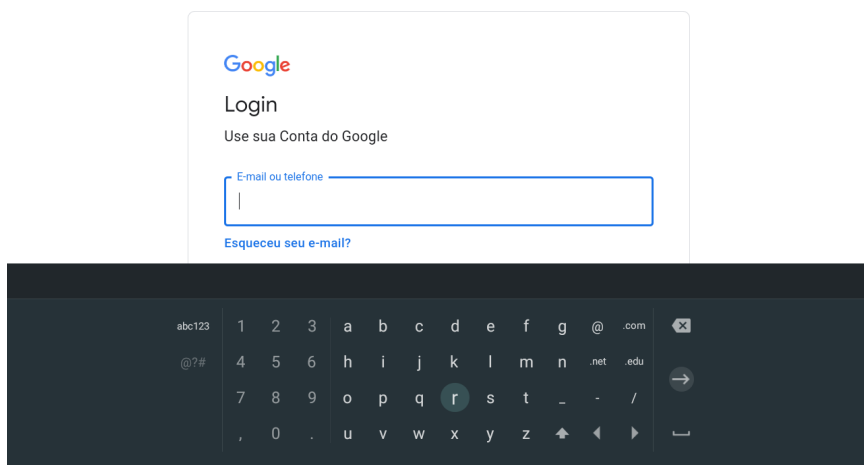 Google
Login
Use sua Conta do Google
E-mail ou telefone
Esqueceu seu e-mail?
abc123 1 2 3 a b c d e f g @ .com
@?# 4 5 6 h i j k l m n .net .edu
7 8 9 o p q r s t _ - /
, 0 . u v w x y z